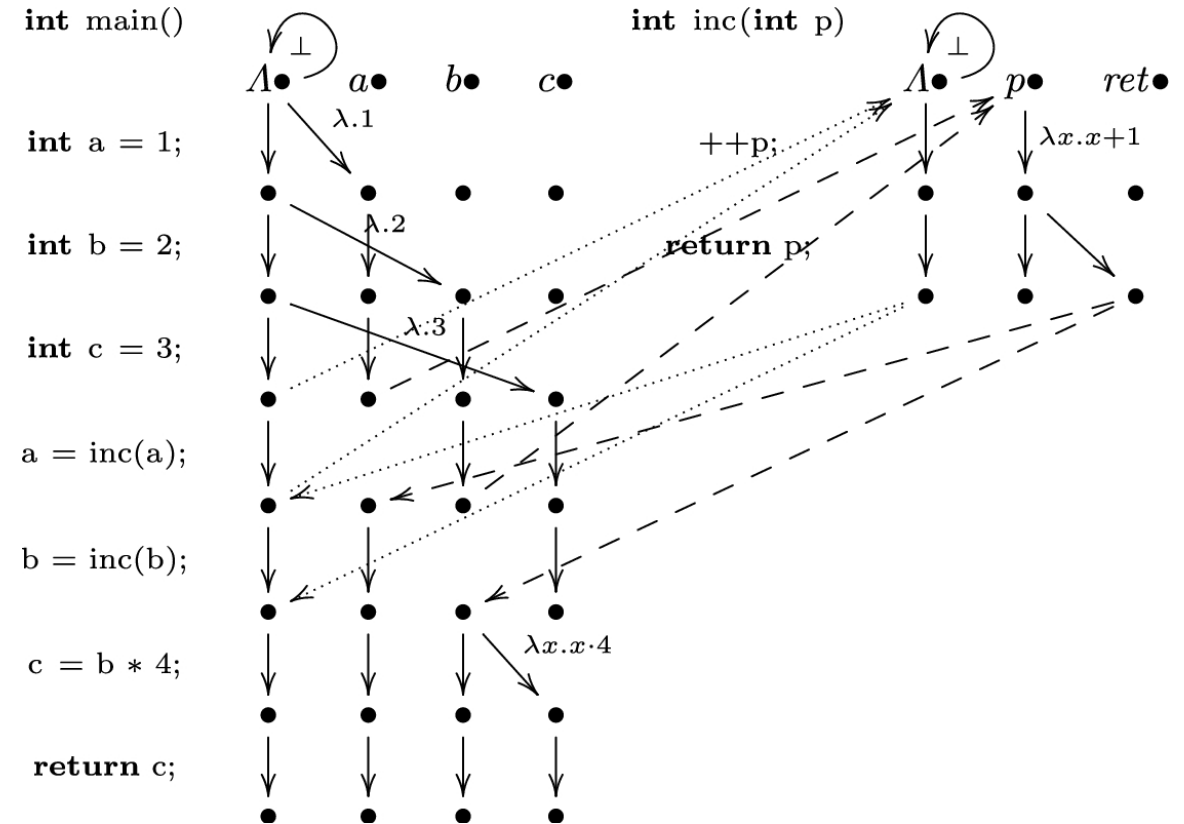 int main()
int inc(int p)
⊥
⊥
Λ a b c
Λ p ret
λ.1
int a = 1;
++p;
λx.x+1
λ.2
int b = 2;
return p;
λ.3
int c = 3;
a = inc(a);
b = inc(b);
λx.x·4
c = b * 4;
return c;